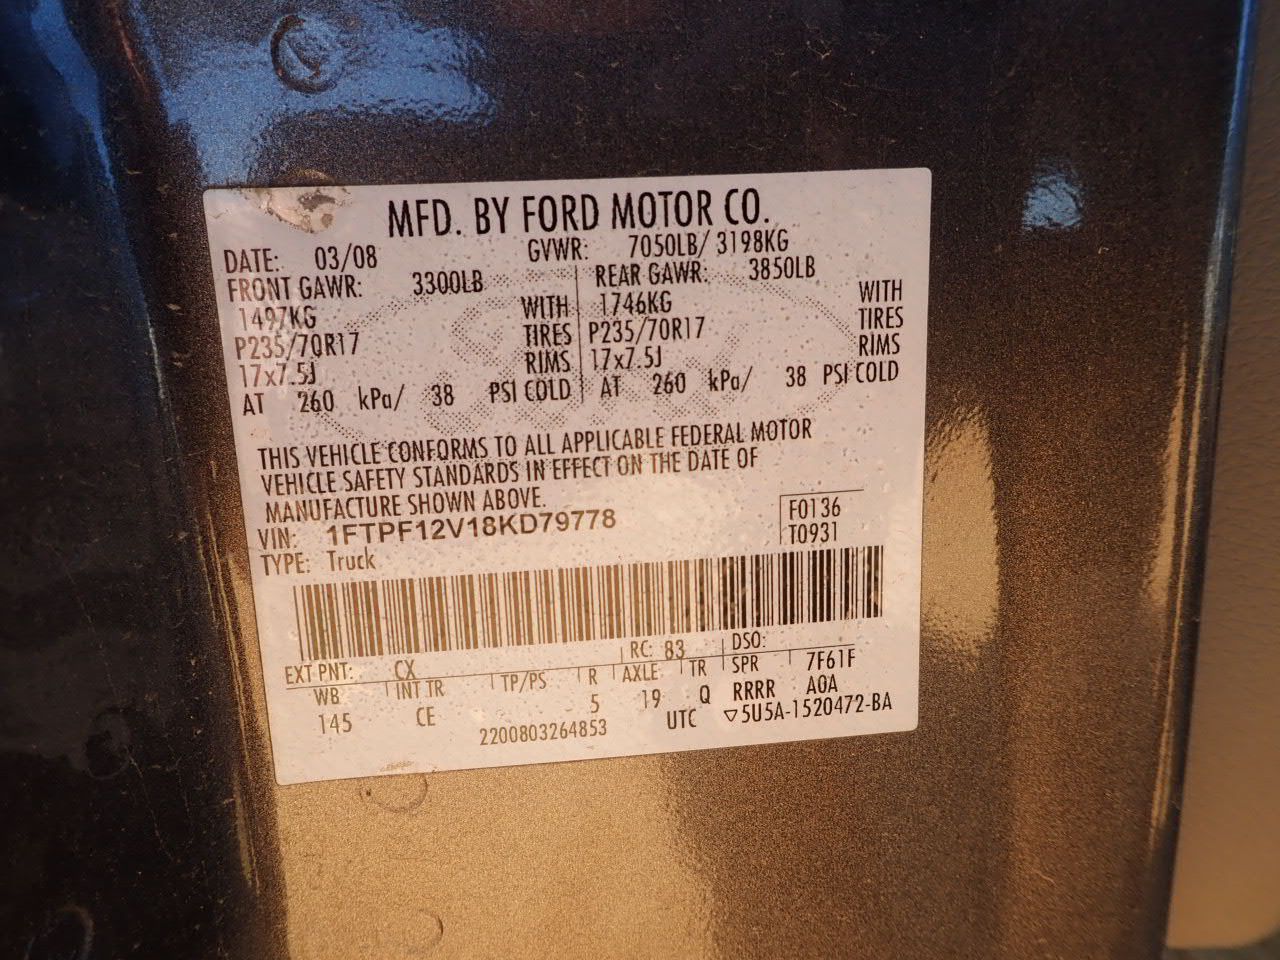 MFD. BY FORD MOTOR CO.
DATE: 03/08 GVWR: 7050LB/ 3198KG
FRONT GAWR: 3300LB REAR GAWR: 3850LB
1497KG WITH 1746KG WITH
P235/70R17 TIRES P235/70R17 TIRES
17x7.5J RIMS 17x7.5J RIMS
AT 260 kPa/ 38 PSI COLD AT 260 kPa/ 38 PSI COLD
THIS VEHICLE CONFORMS TO ALL APPLICABLE FEDERAL MOTOR
VEHICLE SAFETY STANDARDS IN EFFECT ON THE DATE OF
MANUFACTURE SHOWN ABOVE.
VIN: 1FTPF12V18KD79778 F0136
TYPE: Truck T0931
EXT PNT: CX RC: 83 DSO:
WB INT TR TP/PS R AXLE TR SPR 7F61F
145 CE 5 19 Q RRRR A0A
2200803264853 UTC ▽5U5A-1520472-BA